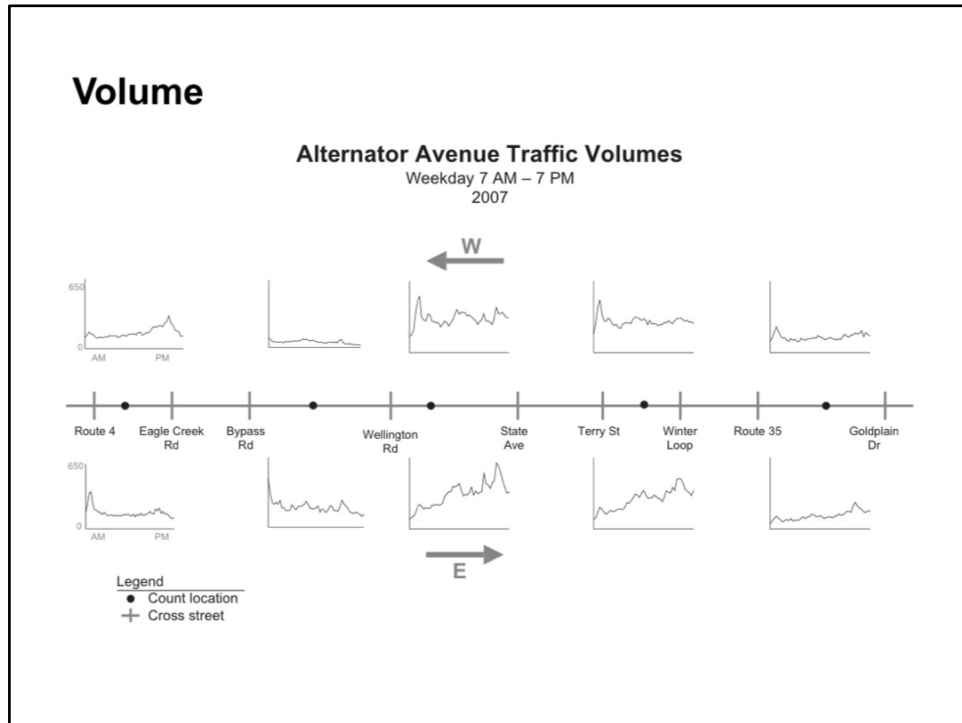 Volume
Alternator Avenue Traffic Volumes
Weekday 7 AM – 7 PM
2007
W
650
0
AM PM
Route 4
Eagle Creek
Rd
Bypass
Rd
Wellington
Rd
State
Ave
Terry St
Winter
Loop
Route 35
Goldplain
Dr
650
0
AM PM
E
Legend
Count location
Cross street